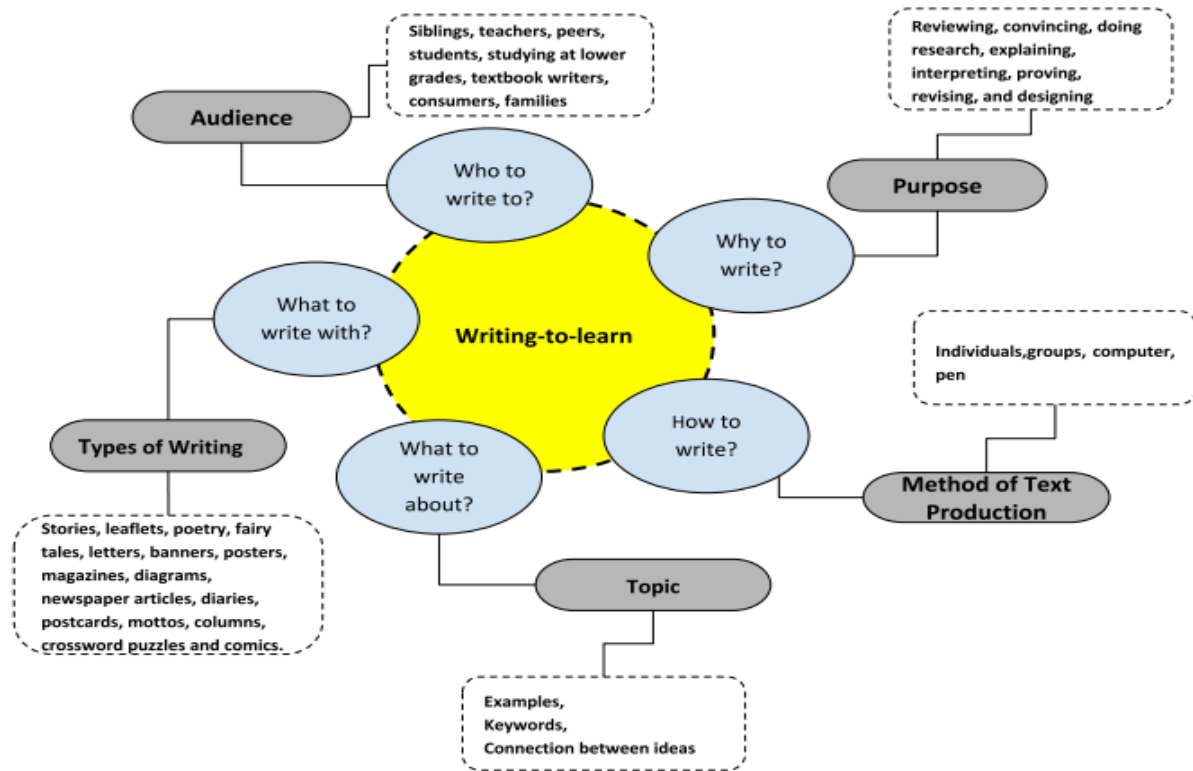 Siblings, teachers, peers,
students, studying at lower
grades, textbook writers,
consumers, families
Audience
Who to
write to?
Reviewing, convincing, doing
research, explaining,
interpreting, proving,
revising, and designing
Purpose
Why to
write?
What to
write with?
Writing-to-learn
Individuals,groups, computer,
pen
How to
write?
Method of Text
Production
Types of Writing
Stories, leaflets, poetry, fairy
tales, letters, banners, posters,
magazines, diagrams,
newspaper articles, diaries,
postcards, mottos, columns,
crossword puzzles and comics.
What to
write
about?
Topic
Examples,
Keywords,
Connection between ideas